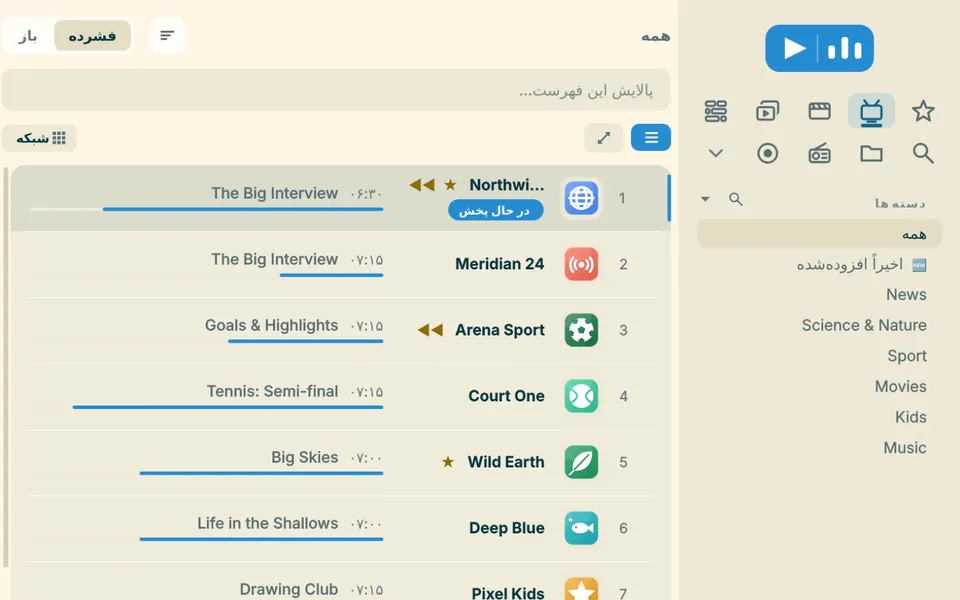 همه
فشرده
باز
پالایش این فهرست...
شبکه
1
Northwi...
در حال پخش
۰۶:۳۰
The Big Interview
2
Meridian 24
۰۷:۱۵
The Big Interview
3
Arena Sport
۰۷:۱۵
Goals & Highlights
4
Court One
۰۷:۱۵
Tennis: Semi-final
5
Wild Earth
۰۷:۰۰
Big Skies
6
Deep Blue
۰۷:۰۰
Life in the Shallows
7
Pixel Kids
۰۷:۱۵
Drawing Club
دسته ها
همه
🆕 اخیراً افزوده‌شده
News
Science & Nature
Sport
Movies
Kids
Music